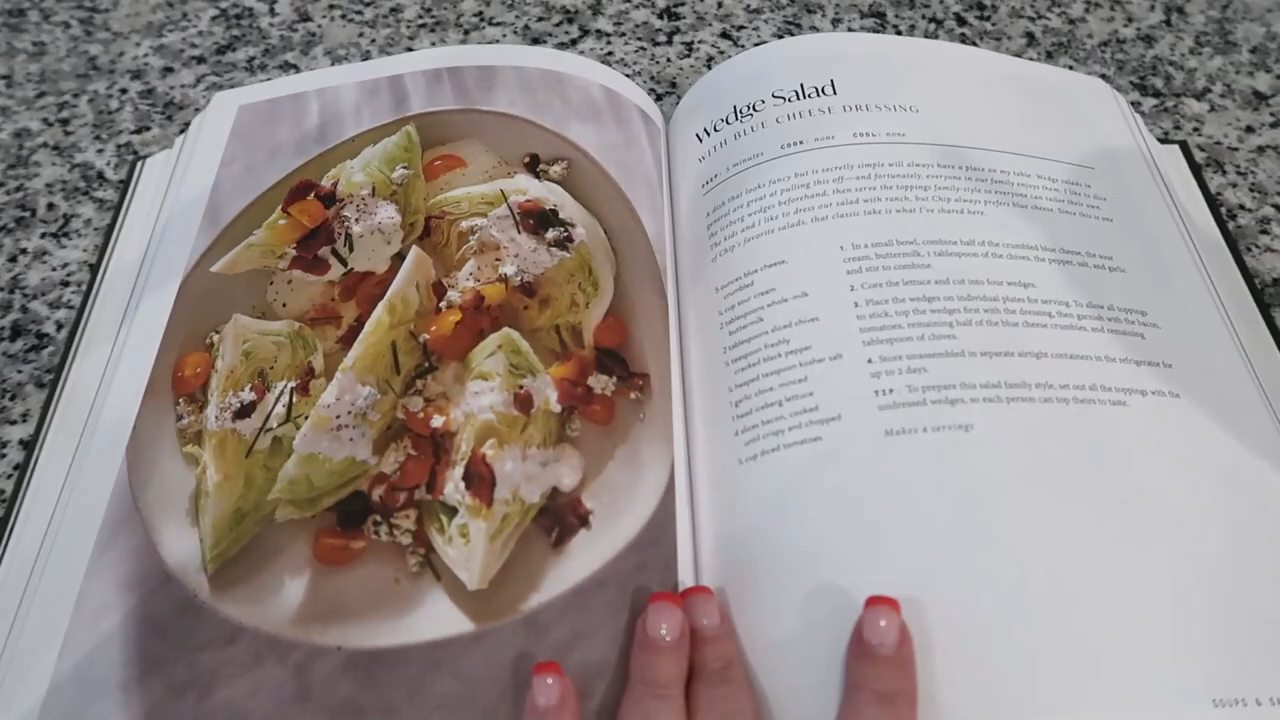 Wedge Salad
WITH BLUE CHEESE DRESSING
PREP: 5 minutes COOK: none COOL: none
A dish that looks fancy but is secretly simple will always have a place on my table. Wedge salads in
general are great at pulling this off—and fortunately, everyone in our family enjoys them. I like to slice
the iceberg wedges beforehand, then serve the toppings family-style so everyone can tailor their own.
The kids and I like to dress our salad with ranch, but Chip always prefers blue cheese. Since this is one
of Chip's favorite salads, that classic take is what I've shared here.
5 ounces blue cheese,
crumbled
cup sour cream
2 tablespoons whole-milk
buttermilk
2 tablespoons sliced chives
teaspoon freshly
cracked black pepper
heaped teaspoon kosher salt
1 garlic clove, minced
1 head iceberg lettuce
4 slices bacon, cooked
until crispy and chopped
cup diced tomatoes
1. In a small bowl, combine half of the crumbled blue cheese, the sour
cream, buttermilk, 1 tablespoon of the chives, the pepper, salt, and garlic
and stir to combine.
2. Core the lettuce and cut into four wedges.
3. Place the wedges on individual plates for serving. To allow all toppings
to stick, top the wedges first with the dressing, then garnish with the bacon,
tomatoes, remaining half of the blue cheese crumbles, and remaining
tablespoon of chives.
4. Store unassembled in separate airtight containers in the refrigerator for
up to 2 days.
TIP: To prepare this salad family style, set out all the toppings with the
undressed wedges, so each person can top theirs to taste.
Makes 4 servings
SOUPS &